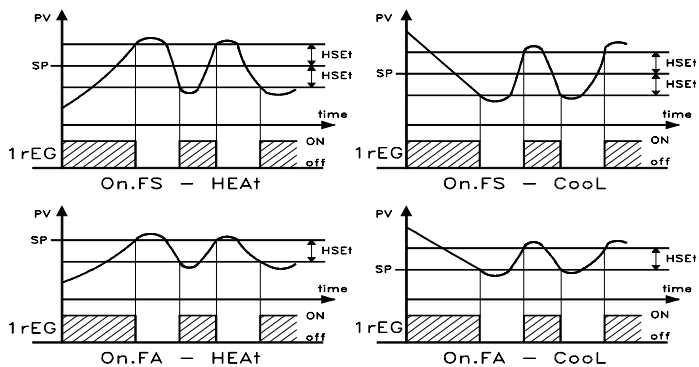 PV
HSEt
SP
HSEt
time
ON
1rEG
off
On.FS - HEAt
PV
HSEt
SP
HSEt
time
ON
1rEG
off
On.FS - CooL
PV
SP
HSEt
time
ON
1rEG
off
On.FA - HEAt
PV
HSEt
SP
time
ON
1rEG
off
On.FA - CooL